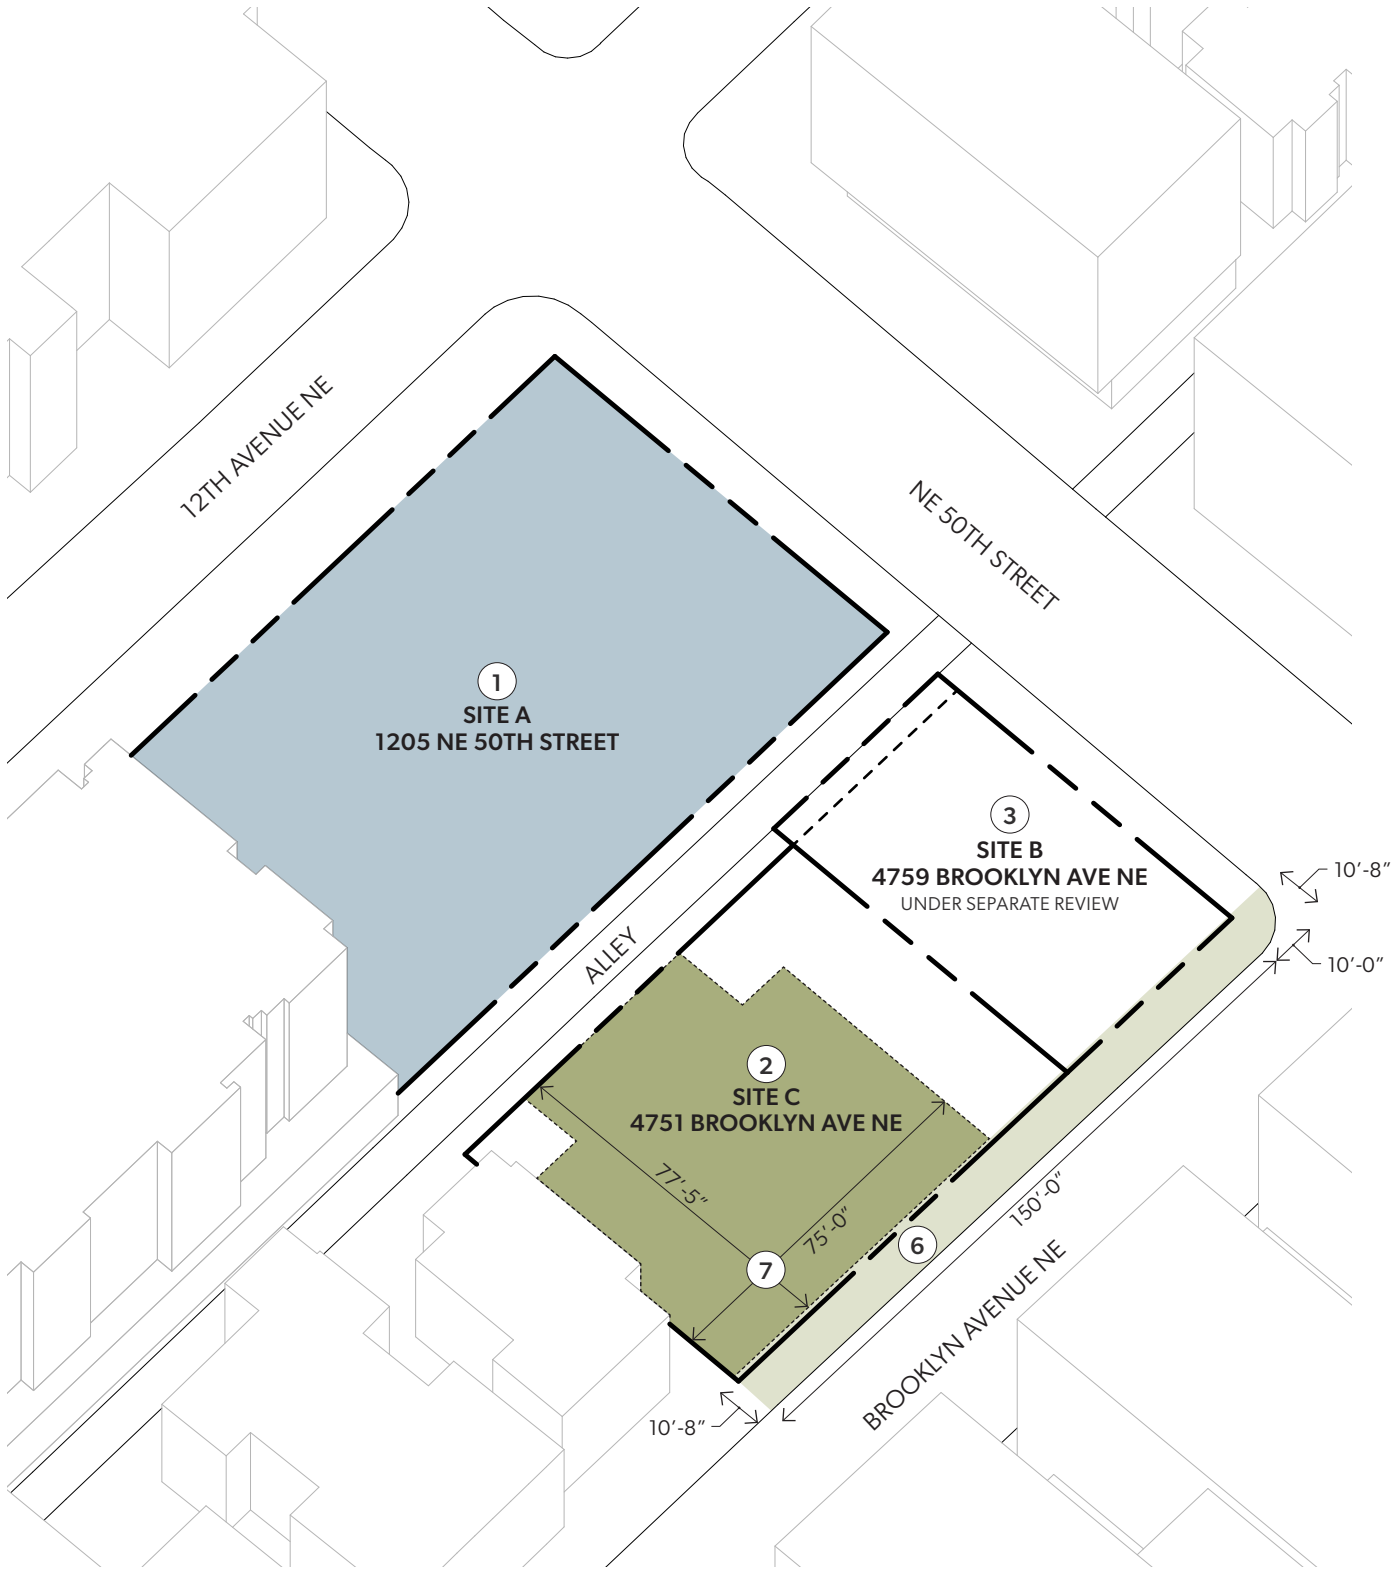 12TH AVENUE NE
NE 50TH STREET
1
SITE A
1205 NE 50TH STREET
3
SITE B
4759 BROOKLYN AVE NE
UNDER SEPARATE REVIEW
10’-8”
10’-0”
ALLEY
2
SITE C
4751 BROOKLYN AVE NE
77’-5”
75’-0”
150’-0”
6
7
BROOKLYN AVENUE NE
10’-8”